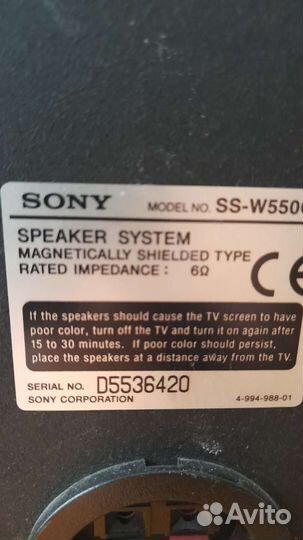 SONY MODEL NO. SS-W550
SPEAKER SYSTEM
MAGNETICALLY SHIELDED TYPE
RATED IMPEDANCE : 6Ω
CE
If the speakers should cause the TV screen to have
poor color, turn off the TV and turn it on again after
15 to 30 minutes. If poor color should persist,
place the speakers at a distance away from the TV.
SERIAL NO. D5536420
SONY CORPORATION 4-994-988-01
Avito